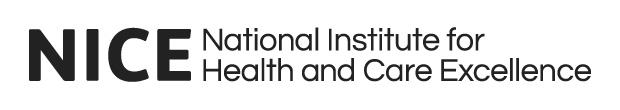 NICE National Institute for
Health and Care Excellence